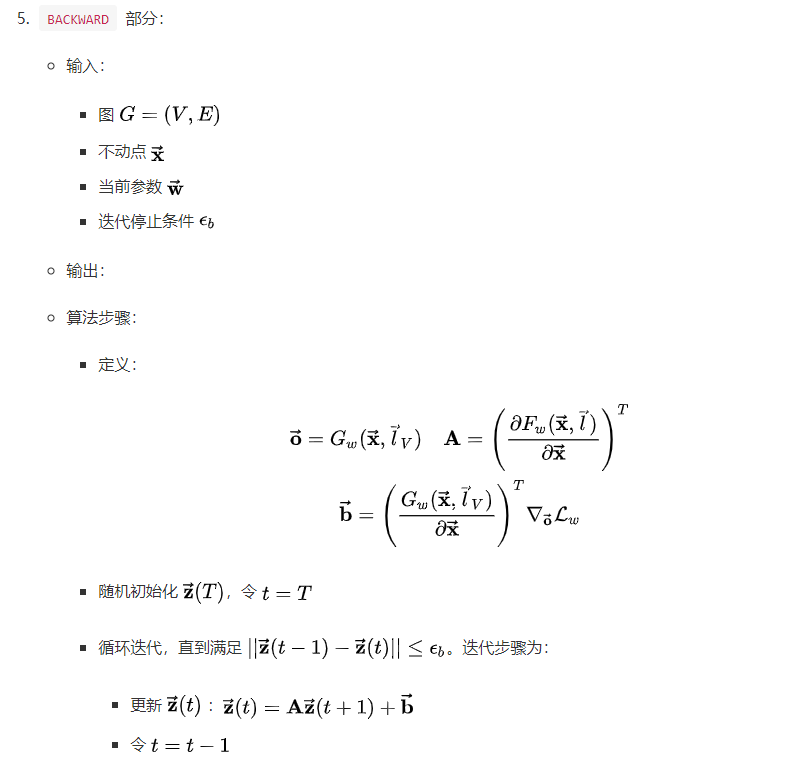 5. BACKWARD 部分：
输入：
图 $G = (V, E)$
不动点 $\vec{\mathbf{x}}$
当前参数 $\vec{\mathbf{w}}$
迭代停止条件 $\epsilon_b$
输出：
算法步骤：
定义：
$\vec{\mathbf{o}} = G_w(\vec{\mathbf{x}}, \vec{l}_V) \quad \mathbf{A} = \left( \frac{\partial F_w(\vec{\mathbf{x}}, \vec{l})}{\partial \vec{\mathbf{x}}} \right)^T$
$\vec{\mathbf{b}} = \left( \frac{G_w(\vec{\mathbf{x}}, \vec{l}_V)}{\partial \vec{\mathbf{x}}} \right)^T \nabla_{\vec{\mathbf{o}}} \mathcal{L}_w$
随机初始化 $\vec{\mathbf{z}}(T)$，令 $t = T$
循环迭代，直到满足 $||\vec{\mathbf{z}}(t-1) - \vec{\mathbf{z}}(t)|| \le \epsilon_b$。迭代步骤为：
更新 $\vec{\mathbf{z}}(t)$ ：$\vec{\mathbf{z}}(t) = \mathbf{A}\vec{\mathbf{z}}(t+1) + \vec{\mathbf{b}}$
令 $t = t - 1$